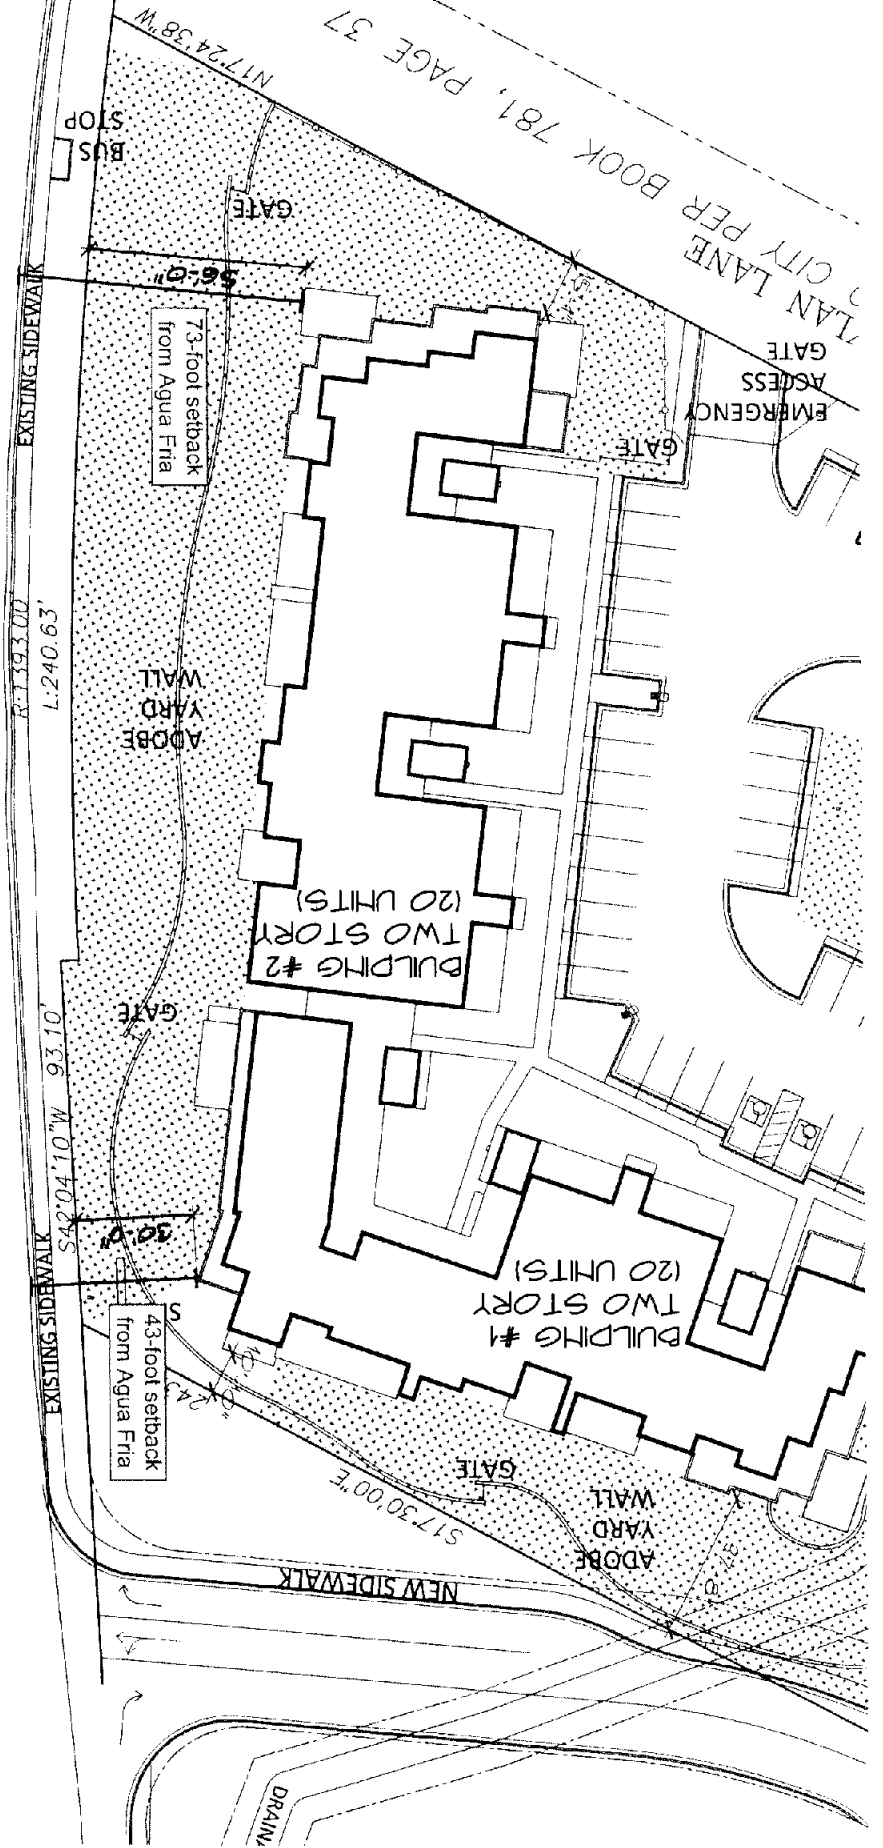 N17°24'38"W
PAGE 37
PER BOOK 781,
CITY
LAN LANE
BUS
STOP
GATE
EXISTING SIDEWALK
56'-0"
73-foot setback
from Agua Fria
EMERGENCY
ACCESS
GATE
GATE
R:1393.00
L:240.63'
ADOBE
YARD
WALL
BUILDING #2
TWO STORY
(20 UNITS)
GATE
S42°04'10"W 93.10'
30'-0"
EXISTING SIDEWALK
43-foot setback
from Agua Fria
BUILDING #1
TWO STORY
(20 UNITS)
S17°30'00"E
GATE
ADOBE
YARD
WALL
NEW SIDEWALK
DRAINA